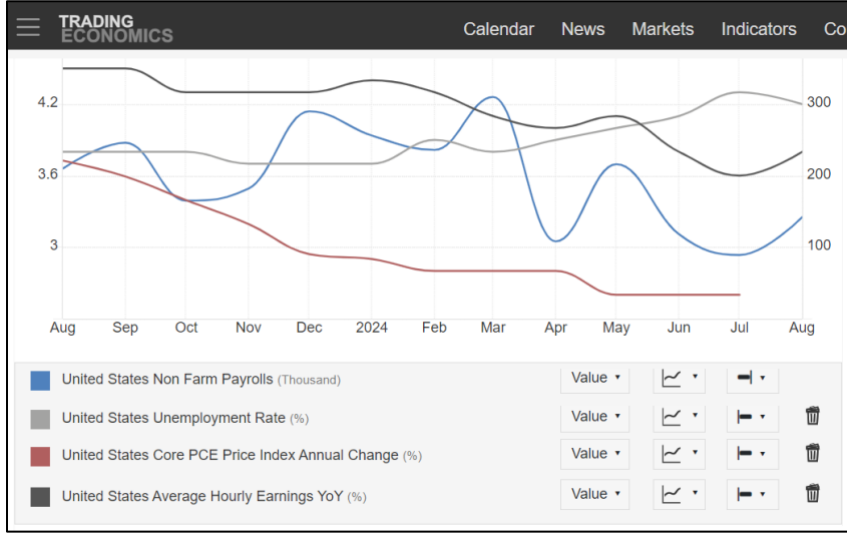 TRADING
ECONOMICS
Calendar News Markets Indicators Co
4.2 300
3.6 200
3 100
Aug Sep Oct Nov Dec 2024 Feb Mar Apr May Jun Jul Aug
United States Non Farm Payrolls (Thousand) Value
United States Unemployment Rate (%) Value
United States Core PCE Price Index Annual Change (%) Value
United States Average Hourly Earnings YoY (%) Value